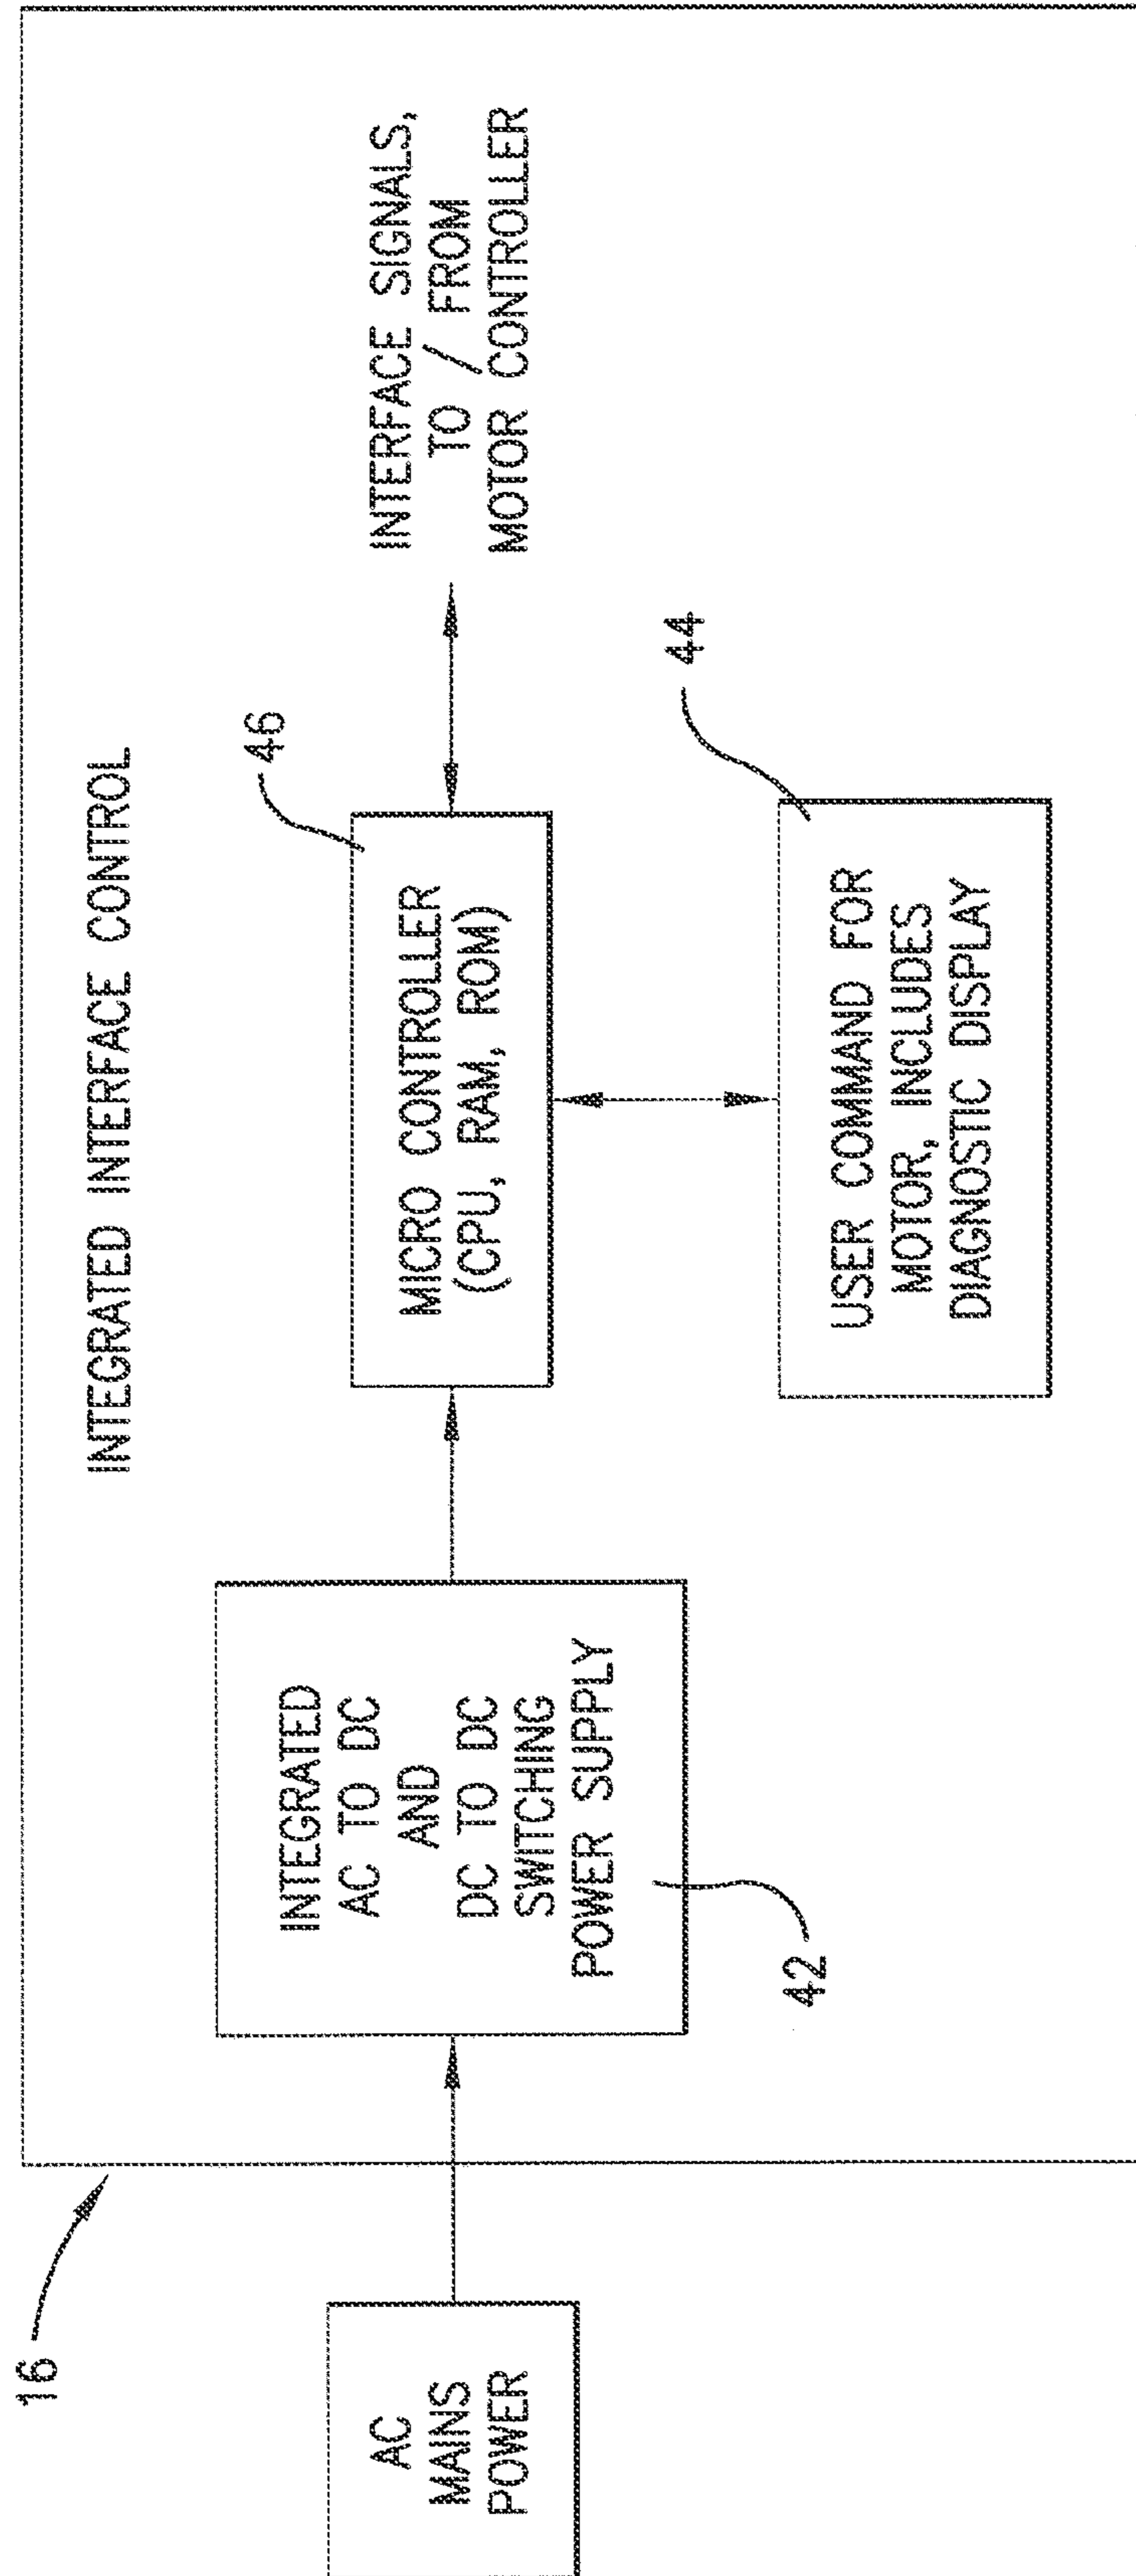 INTEGRATED INTERFACE CONTROL
16
AC
MAINS
POWER
INTEGRATED
AC TO DC
AND
DC TO DC
SWITCHING
POWER SUPPLY
42
MICRO CONTROLLER
(CPU, RAM, ROM)
46
INTERFACE SIGNALS,
TO / FROM
MOTOR CONTROLLER
USER COMMAND FOR
MOTOR, INCLUDES
DIAGNOSTIC DISPLAY
44